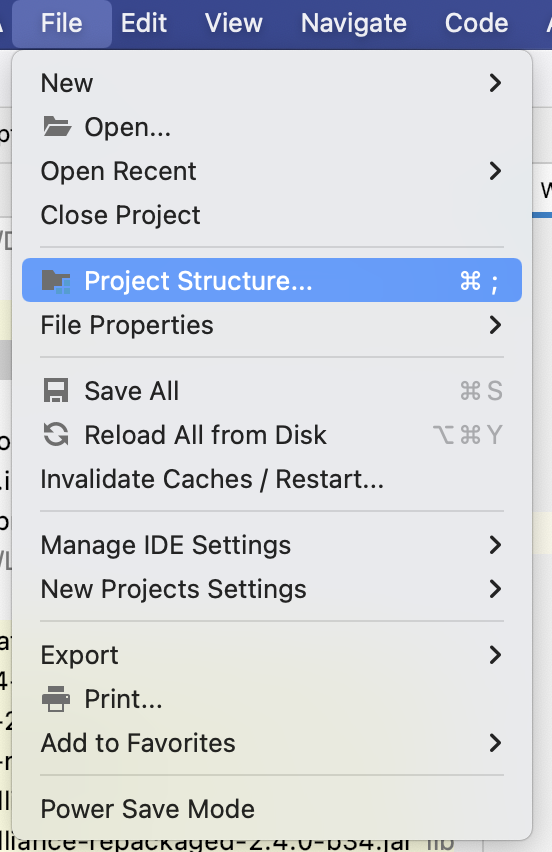 File Edit View Navigate Code
New
Open...
Open Recent
Close Project
Project Structure... ⌘ ;
File Properties
Save All ⌘ S
Reload All from Disk ⌥ ⌘ Y
Invalidate Caches / Restart...
Manage IDE Settings
New Projects Settings
Export
Print...
Add to Favorites
Power Save Mode
lliance-repackaged-2.4.0-b34.jar lib